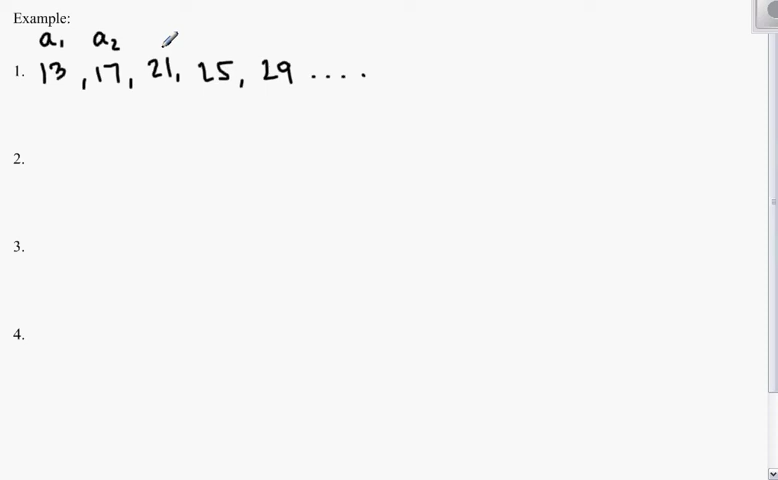 Example:
a₁ a₂
1. 13, 17, 21, 25, 29 ....
2.
3.
4.